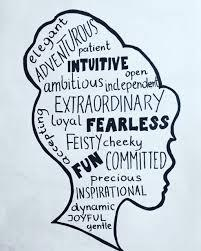 elegant
ADVENTUROUS
patient
INTUITIVE
open
ambitious independent
EXTRAORDINARY
loyal FEARLESS
accepting
FEISTY cheeky
FUN COMMITTED
precious
INSPIRATIONAL
dynamic
JOYFUL
gentle